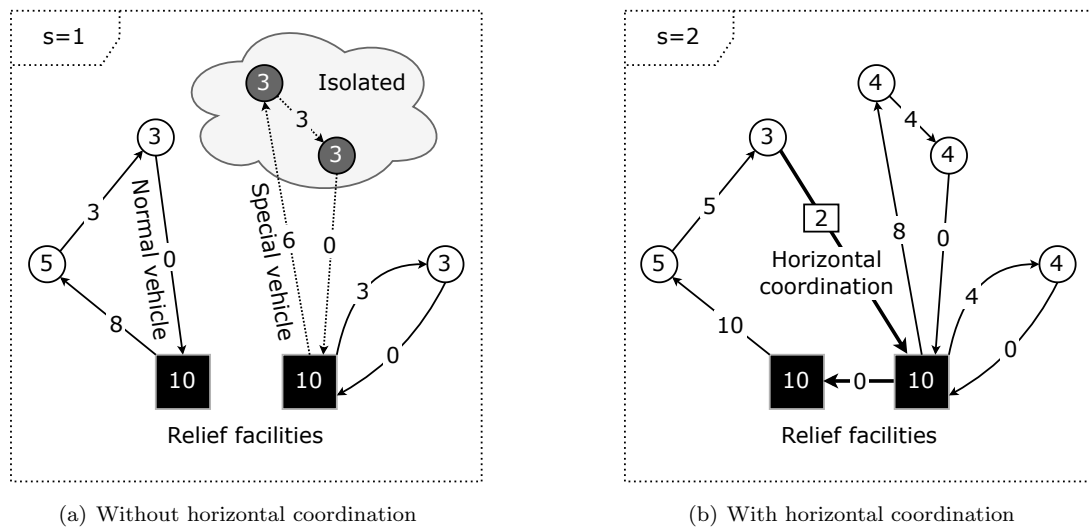 s=1
3
Isolated
3
3
3
Normal vehicle
Special vehicle
3
0
6
0
5
3
3
8
0
10
10
Relief facilities
(a) Without horizontal coordination
s=2
4
4
3
4
5
2
8
0
5
Horizontal
coordination
4
4
10
0
10
0
10
Relief facilities
(b) With horizontal coordination